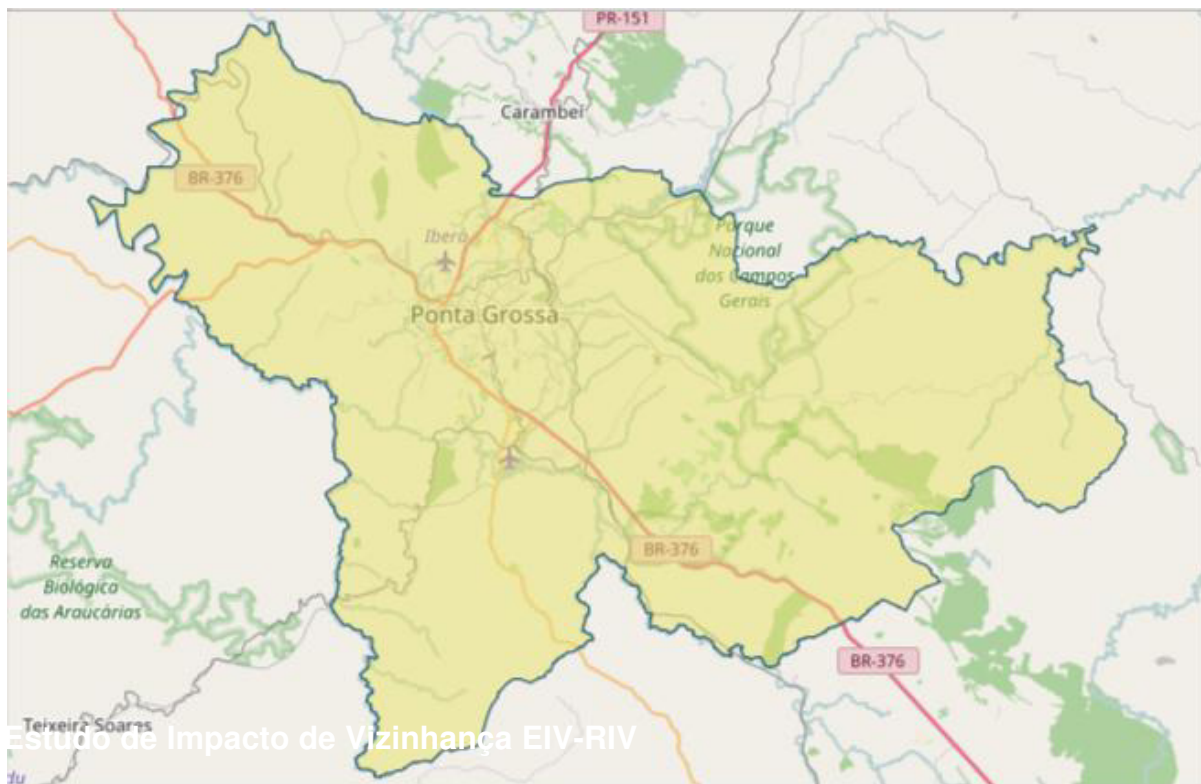 PR-151
Carambeí
BR-376
Iberê
Parque
Nacional
dos Campos
Gerais
Ponta Grossa
BR-376
Reserva
Biológica
das Araucárias
BR-376
Teixeira Soares
Estudo de Impacto de Vizinhança EIV-RIV